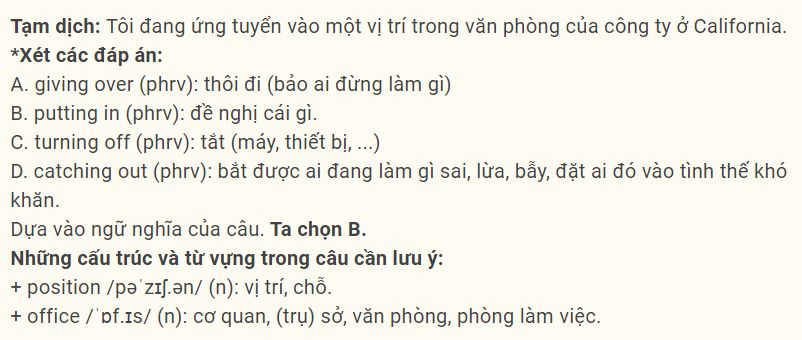 Tạm dịch: Tôi đang ứng tuyển vào một vị trí trong văn phòng của công ty ở California.
*Xét các đáp án:
A. giving over (phrv): thôi đi (bảo ai đừng làm gì)
B. putting in (phrv): đề nghị cái gì.
C. turning off (phrv): tắt (máy, thiết bị, ...)
D. catching out (phrv): bắt được ai đang làm gì sai, lừa, bẫy, đặt ai đó vào tình thế khó
khăn.
Dựa vào ngữ nghĩa của câu. Ta chọn B.
Những cấu trúc và từ vựng trong câu cần lưu ý:
+ position /pəˈzɪʃ.ən/ (n): vị trí, chỗ.
+ office /ˈɒf.ɪs/ (n): cơ quan, (trụ) sở, văn phòng, phòng làm việc.